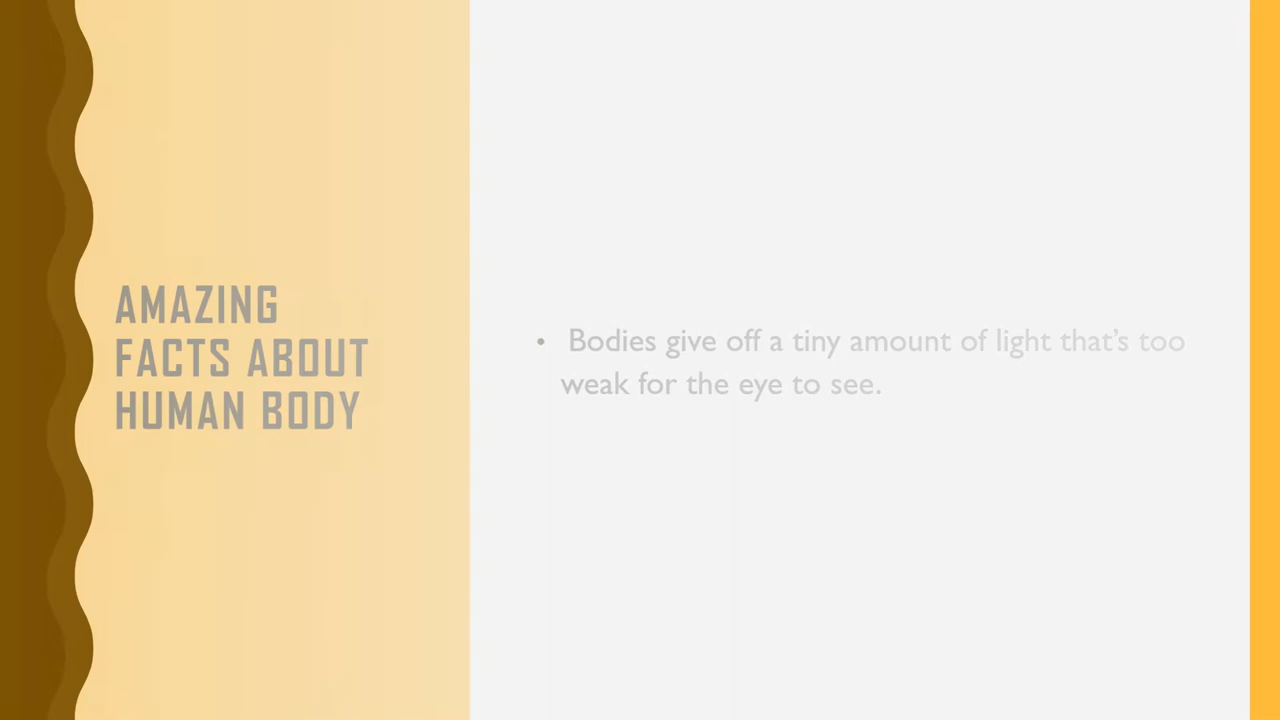 AMAZING
FACTS ABOUT
HUMAN BODY
• Bodies give off a tiny amount of light that’s too
weak for the eye to see.